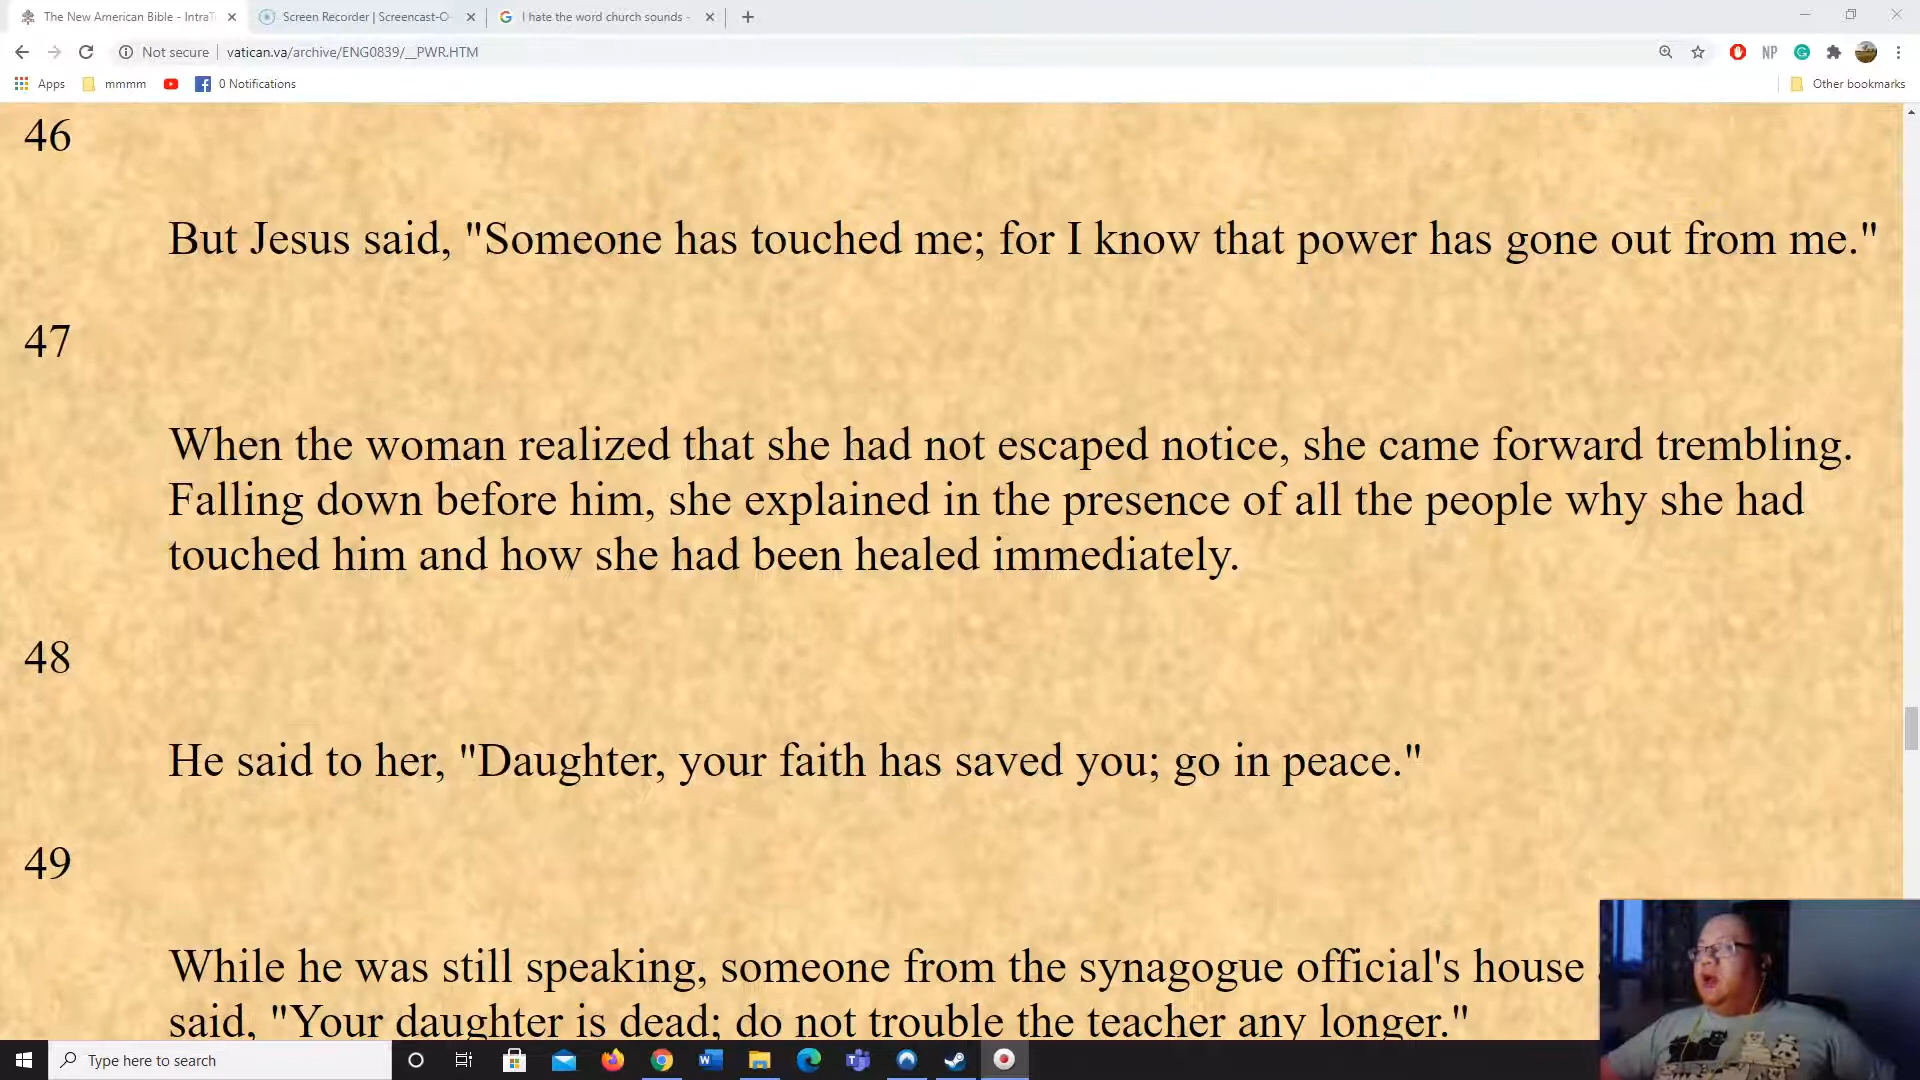 The New American Bible - Intra
Screen Recorder | Screencast-O
I hate the word church sounds -
Not secure | vatican.va/archive/ENG0839/__PWR.HTM
NP
Apps mmmm 0 Notifications Other bookmarks
46
But Jesus said, "Someone has touched me; for I know that power has gone out from me."
47
When the woman realized that she had not escaped notice, she came forward trembling.
Falling down before him, she explained in the presence of all the people why she had
touched him and how she had been healed immediately.
48
He said to her, "Daughter, your faith has saved you; go in peace."
49
While he was still speaking, someone from the synagogue official's house
said, "Your daughter is dead; do not trouble the teacher any longer."
Type here to search